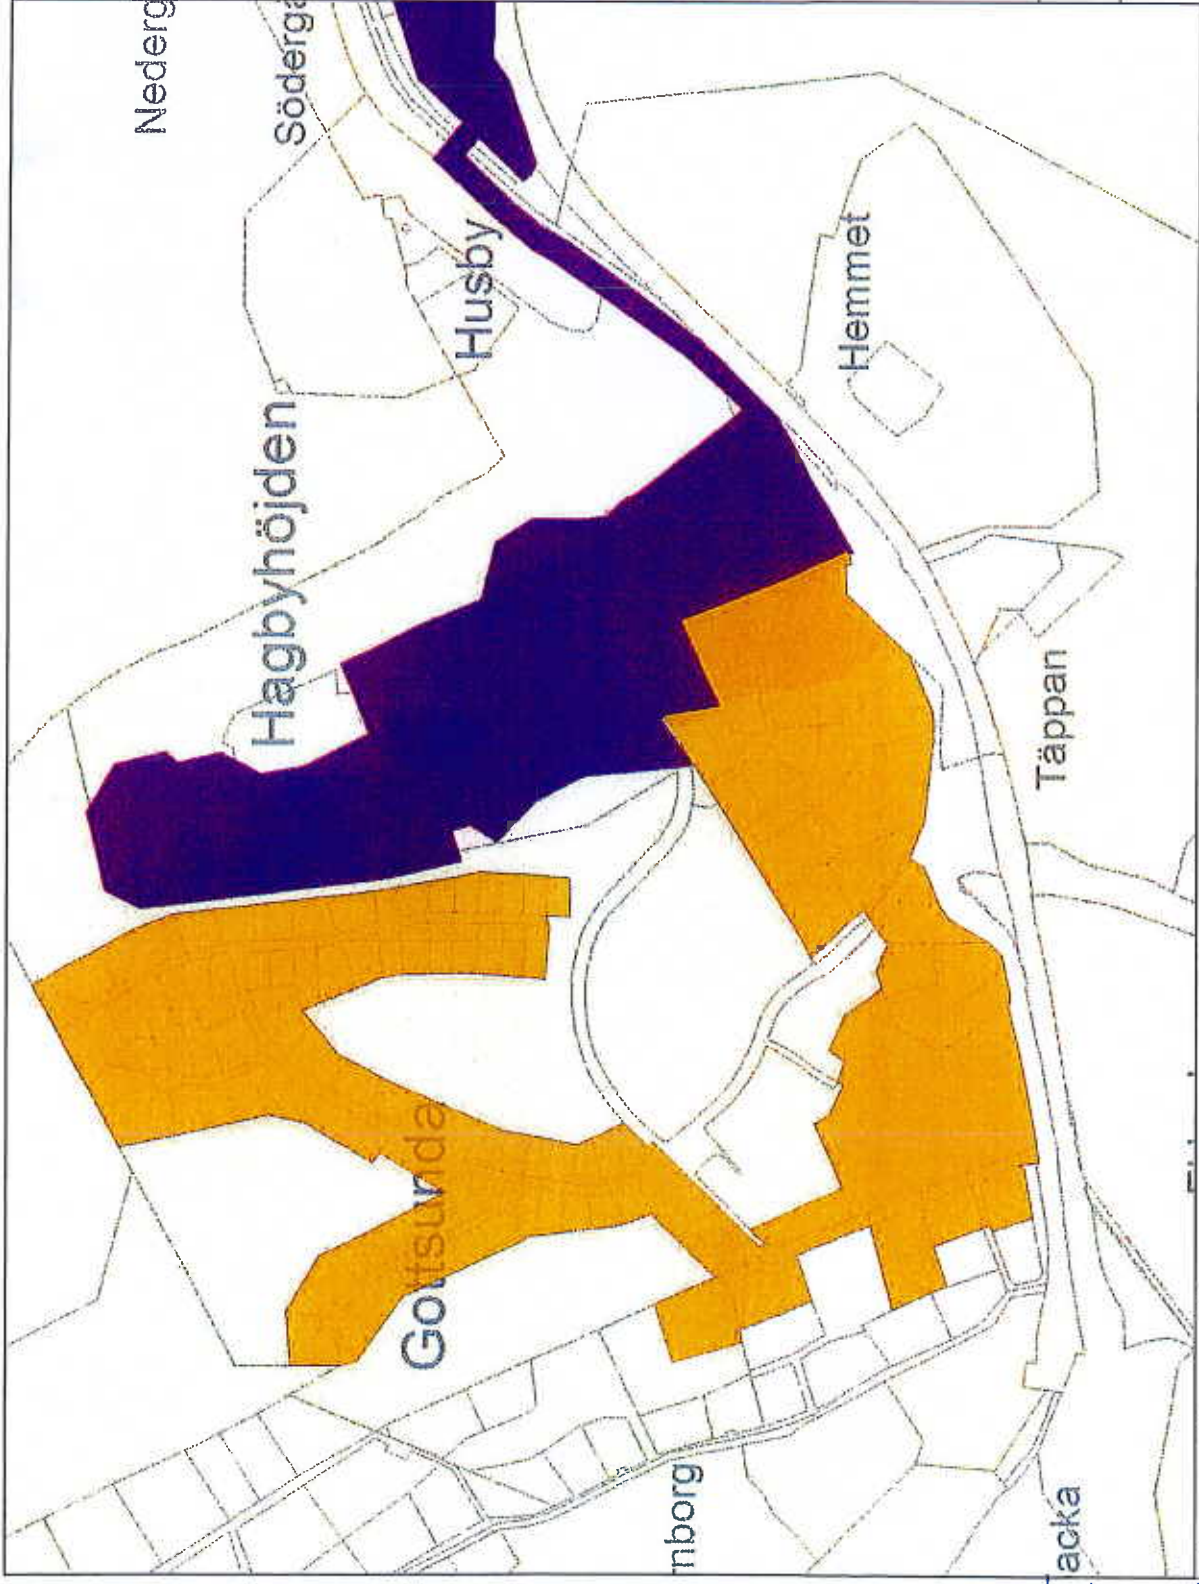 Nederg
Söderga
Husby
Hagbyhöjden
Hemmet
Täppan
Gottsunda
nborg
acka